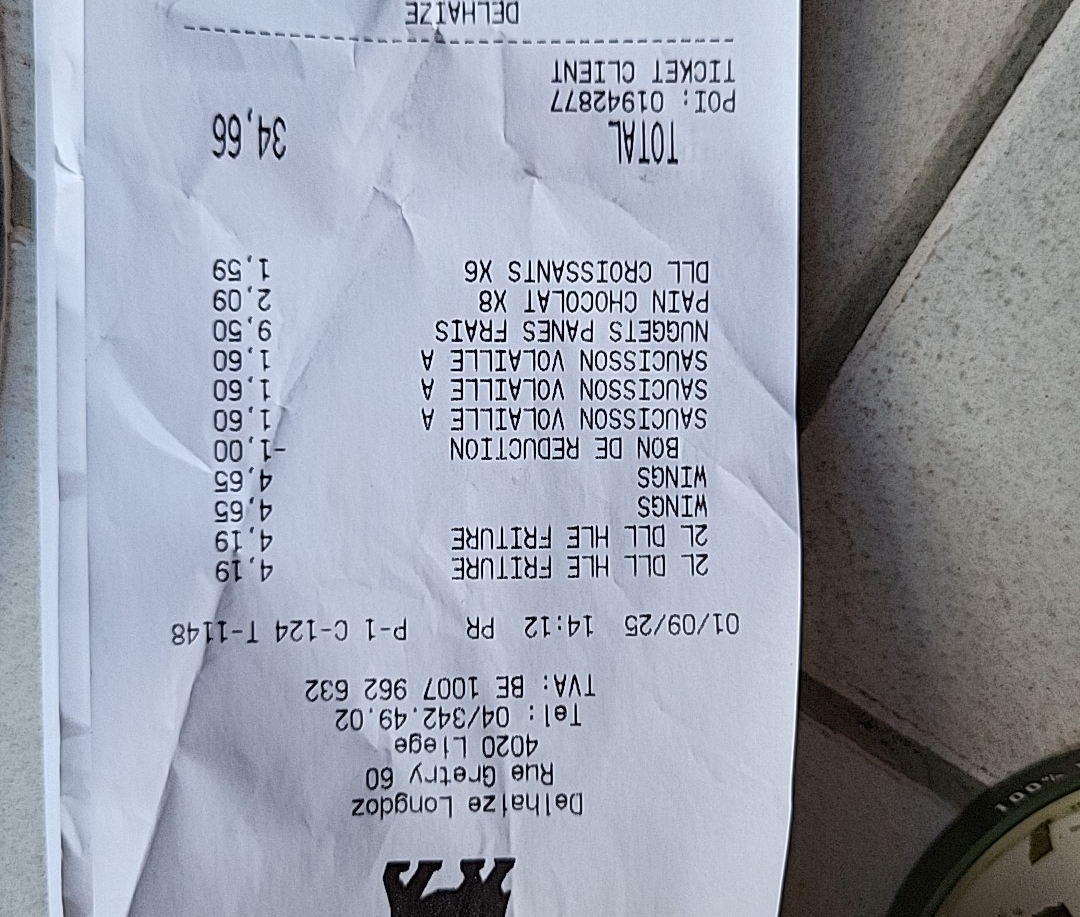 Delhaize Longdoz
Rue Gretry 60
4020 Liege
Tel: 04/342.49.02
TVA: BE 1007 962 632
01/09/25 14:12 PR P-1 C-124 T-1148
2L DLL HLE FRITURE 4,19
2L DLL HLE FRITURE 4,19
WINGS 4,65
WINGS 4,65
BON DE REDUCTION -1,00
SAUCISSON VOLAILLE A 1,60
SAUCISSON VOLAILLE A 1,60
SAUCISSON VOLAILLE A 1,60
NUGGETS PANES FRAIS 9,50
PAIN CHOCOLAT X8 2,09
DLL CROISSANTS X6 1,59
TOTAL 34,66
POI: 01942877
TICKET CLIENT
DELHAIZE
100%